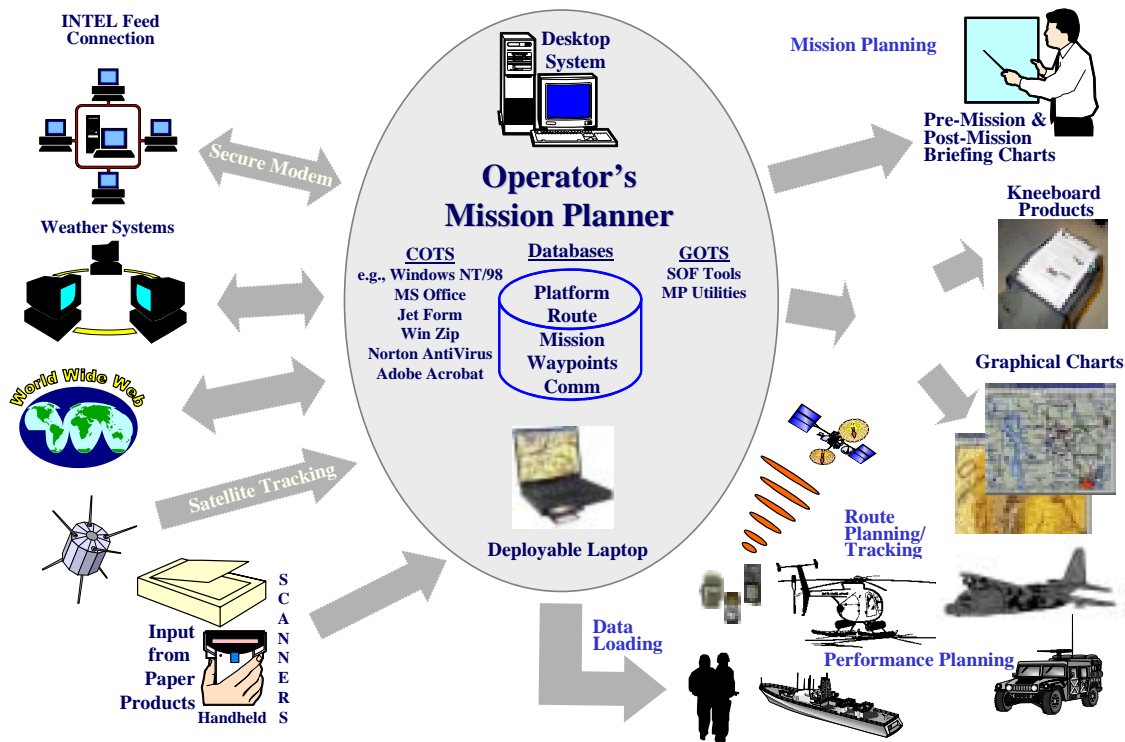 INTEL Feed
Connection
Secure Modem
Weather Systems
World Wide Web
Satellite Tracking
Input
from
Paper
Products
Handheld
SCANNERS
Desktop
System
Operator's
Mission Planner
COTS
e.g., Windows NT/98
MS Office
Jet Form
Win Zip
Norton AntiVirus
Adobe Acrobat
Databases
Platform
Route
Mission
Waypoints
Comm
GOTS
SOF Tools
MP Utilities
Deployable Laptop
Data
Loading
Mission Planning
Pre-Mission &
Post-Mission
Briefing Charts
Kneeboard
Products
Graphical Charts
Route
Planning/
Tracking
Performance Planning